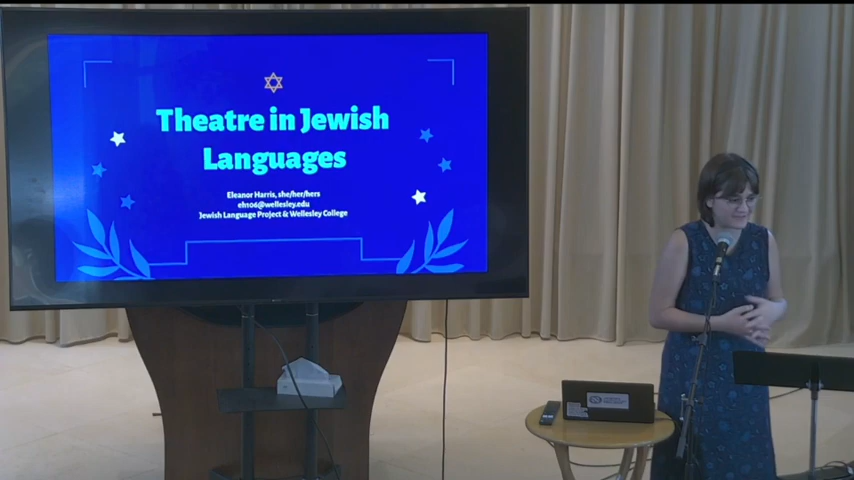 Theatre in Jewish
Languages
Eleanor Harris, she/her/hers
eh106@wellesley.edu
Jewish Language Project & Wellesley College